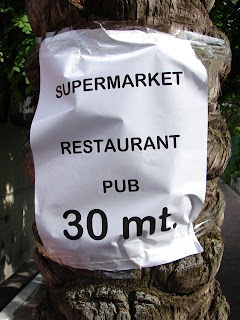 SUPERMARKET
RESTAURANT
PUB
30 mt.